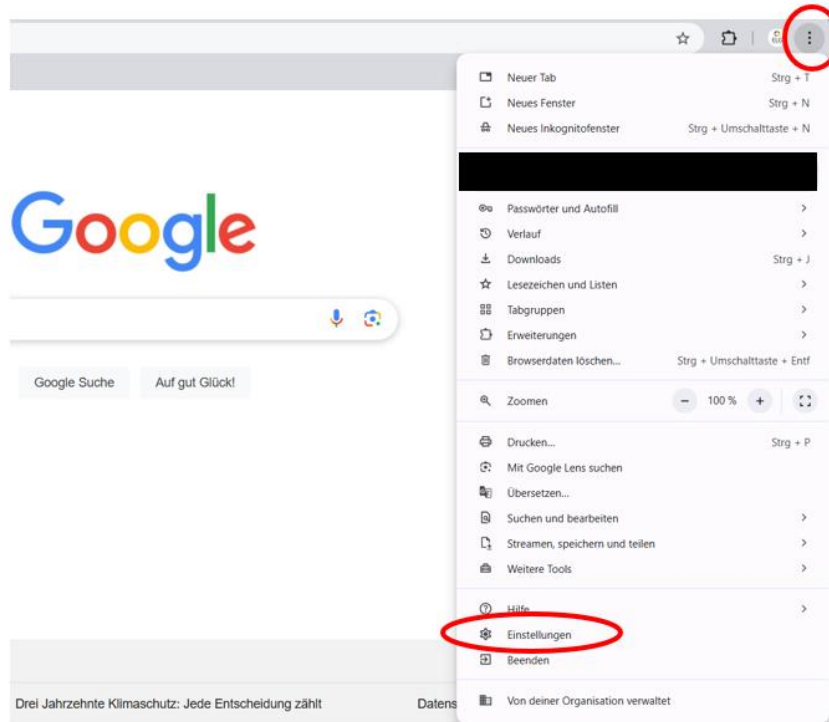 Neuer Tab Strg + T
Neues Fenster Strg + N
Neues Inkognitofenster Strg + Umschalttaste + N
Passwörter und Autofill
Verlauf
Downloads Strg + J
Lesezeichen und Listen
Tabgruppen
Erweiterungen
Browserdaten löschen... Strg + Umschalttaste + Entf
Zoomen 100 %
Drucken... Strg + P
Mit Google Lens suchen
Übersetzen...
Suchen und bearbeiten
Streamen, speichern und teilen
Weitere Tools
Hilfe
Einstellungen
Beenden
Von deiner Organisation verwaltet
Google
Google Suche Auf gut Glück!
Drei Jahrzehnte Klimaschutz: Jede Entscheidung zählt